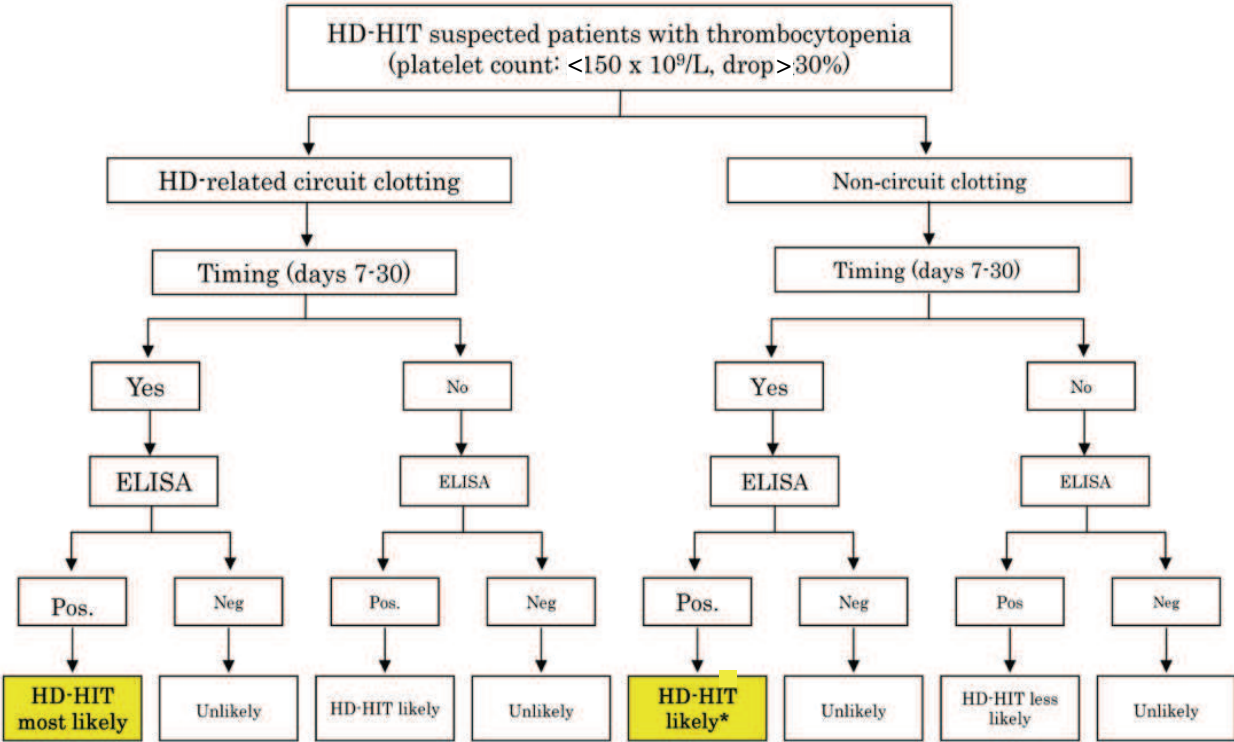 HD-HIT suspected patients with thrombocytopenia
(platelet count: <150 x 10⁹/L, drop>30%)
HD-related circuit clotting
Non-circuit clotting
Timing (days 7-30)
Timing (days 7-30)
Yes
No
Yes
No
ELISA
ELISA
ELISA
ELISA
Pos.
Neg
Pos.
Neg
Pos.
Neg
Pos
Neg
HD-HIT
most likely
Unlikely
HD-HIT likely
Unlikely
HD-HIT
likely*
Unlikely
HD-HIT less
likely
Unlikely